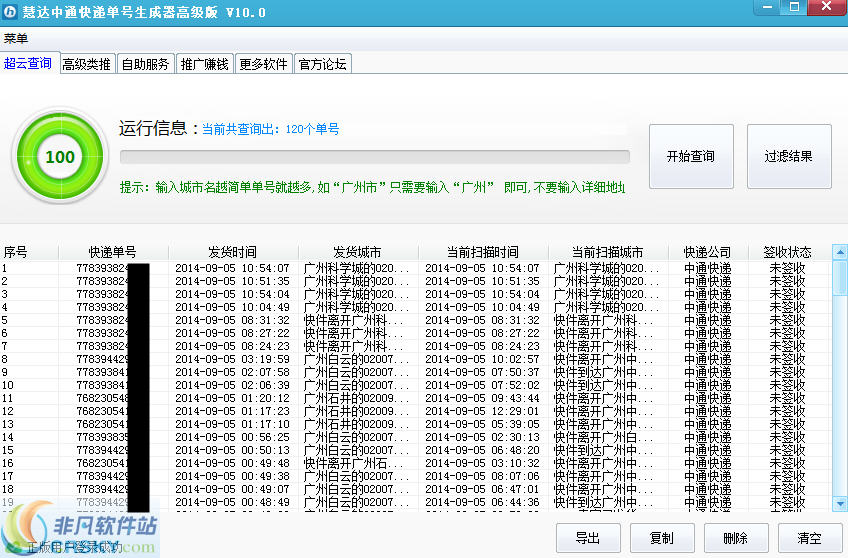 慧达中通快递单号生成器高级版 V10.0
菜单
超云查询 高级类推 自助服务 推广赚钱 更多软件 官方论坛
100
运行信息：当前共查询出：120个单号
提示：输入城市名越简单单号就越多,如“广州市”只需要输入“广州” 即可,不要输入详细地址
开始查询 过滤结果
序号 快递单号 发货时间 发货城市 当前扫描时间 当前扫描城市 快递公司 签收状态
1 778393824 2014-09-05 10:54:07 广州科学城的020... 2014-09-05 10:54:07 广州科学城的020... 中通快递 未签收
2 778393824 2014-09-05 10:51:35 广州科学城的020... 2014-09-05 10:51:35 广州科学城的020... 中通快递 未签收
3 778393824 2014-09-05 10:54:04 广州科学城的020... 2014-09-05 10:54:04 广州科学城的020... 中通快递 未签收
4 778393824 2014-09-05 10:04:49 广州科学城的020... 2014-09-05 10:04:49 广州科学城的020... 中通快递 未签收
5 778393824 2014-09-05 08:31:32 快件离开广州科... 2014-09-05 08:31:32 快件离开广州科... 中通快递 未签收
6 778393824 2014-09-05 08:27:22 快件离开广州科... 2014-09-05 08:27:22 快件离开广州科... 中通快递 未签收
7 778393824 2014-09-05 08:24:23 快件离开广州科... 2014-09-05 08:24:23 快件离开广州科... 中通快递 未签收
8 778394429 2014-09-05 03:19:59 广州白云的02007... 2014-09-05 10:02:57 快件离开广州中... 中通快递 未签收
9 778393841 2014-09-05 02:07:58 广州白云的02007... 2014-09-05 07:50:37 快件到达广州中... 中通快递 未签收
10 778393841 2014-09-05 02:06:39 广州白云的02007... 2014-09-05 07:52:02 快件到达广州中... 中通快递 未签收
11 768230548 2014-09-05 01:20:12 广州石井的02009... 2014-09-05 09:43:44 快件离开广州中... 中通快递 未签收
12 768230541 2014-09-05 01:17:23 广州石井的02009... 2014-09-05 12:29:01 快件离开广州中... 中通快递 未签收
13 768230541 2014-09-05 01:17:10 广州石井的02009... 2014-09-05 05:39:05 快件离开广州中... 中通快递 未签收
14 778393835 2014-09-05 00:56:25 广州白云的02007... 2014-09-05 02:30:13 快件离开广州白... 中通快递 未签收
15 778394429 2014-09-05 00:50:13 广州白云的02007... 2014-09-05 06:48:20 快件到达广州中... 中通快递 未签收
16 768230541 2014-09-05 00:49:48 快件离开广州石... 2014-09-05 03:10:32 快件离开广州中... 中通快递 未签收
17 778394429 2014-09-05 00:49:38 广州白云的02007... 2014-09-05 08:07:06 快件离开广州中... 中通快递 未签收
18 778394429 2014-09-05 00:49:07 广州白云的02007... 2014-09-05 06:47:01 快件离开广州中... 中通快递 未签收
19 778394429 2014-09-05 00:48:49 广州白云的02007... 2014-09-05 06:44:36 快件到达广州中... 中通快递 未签收
非凡软件站
正版用户登录成功
导出 复制 删除 清空